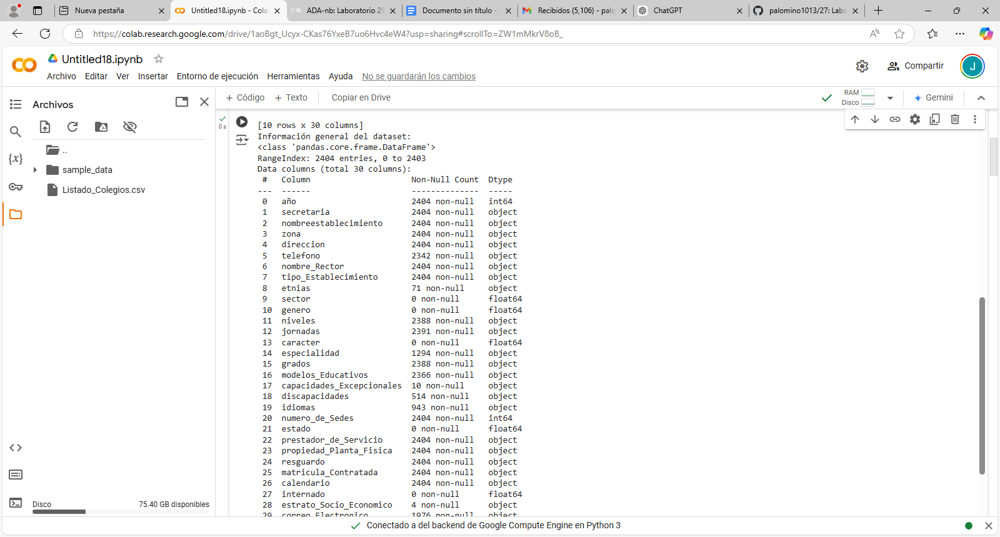 Nueva pestaña
Untitled18.ipynb - Cola
ADA-nb: Laboratorio 29
Documento sin título -
Recibidos (5,106) - palo
ChatGPT
palomino1013/27: Labo
https://colab.research.google.com/drive/1aoBgt_Ucyx-CKas76YxeB7uo6Hvc4eW4?usp=sharing#scrollTo=ZW1mMkrV8oB_
Untitled18.ipynb
Archivo Editar Ver Insertar Entorno de ejecución Herramientas Ayuda No se guardarán los cambios
Compartir
J
Archivos
+ Código + Texto Copiar en Drive
RAM
Disco
Gemini
..
sample_data
Listado_Colegios.csv
{x}
0 s
[10 rows x 30 columns]
Información general del dataset:
<class 'pandas.core.frame.DataFrame'>
RangeIndex: 2404 entries, 0 to 2403
Data columns (total 30 columns):
# Column Non-Null Count Dtype
--- ------ -------------- -----
0 año 2404 non-null int64
1 secretaria 2404 non-null object
2 nombreestablecimiento 2404 non-null object
3 zona 2404 non-null object
4 direccion 2404 non-null object
5 telefono 2342 non-null object
6 nombre_Rector 2404 non-null object
7 tipo_Establecimiento 2404 non-null object
8 etnias 71 non-null object
9 sector 0 non-null float64
10 genero 0 non-null float64
11 niveles 2388 non-null object
12 jornadas 2391 non-null object
13 caracter 0 non-null float64
14 especialidad 1294 non-null object
15 grados 2388 non-null object
16 modelos_Educativos 2366 non-null object
17 capacidades_Excepcionales 10 non-null object
18 discapacidades 514 non-null object
19 idiomas 943 non-null object
20 numero_de_Sedes 2404 non-null int64
21 estado 0 non-null float64
22 prestador_de_Servicio 2404 non-null object
23 propiedad_Planta_Fisica 2404 non-null object
24 resguardo 2404 non-null object
25 matricula_Contratada 2404 non-null object
26 calendario 2404 non-null object
27 internado 0 non-null float64
28 estrato_Socio_Economico 4 non-null object
29 correo_Electronico 1976 non-null object
Disco 75.40 GB disponibles
Conectado a del backend de Google Compute Engine en Python 3